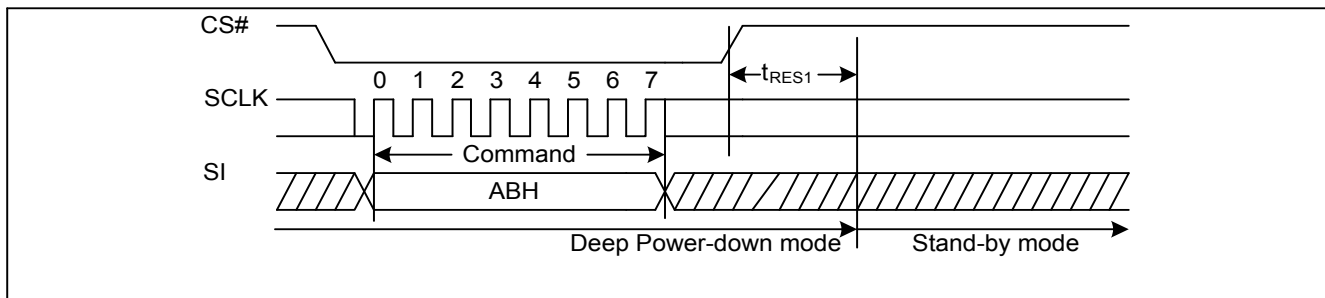 CS#
tRES1
0 1 2 3 4 5 6 7
SCLK
Command
SI
ABH
Deep Power-down mode Stand-by mode